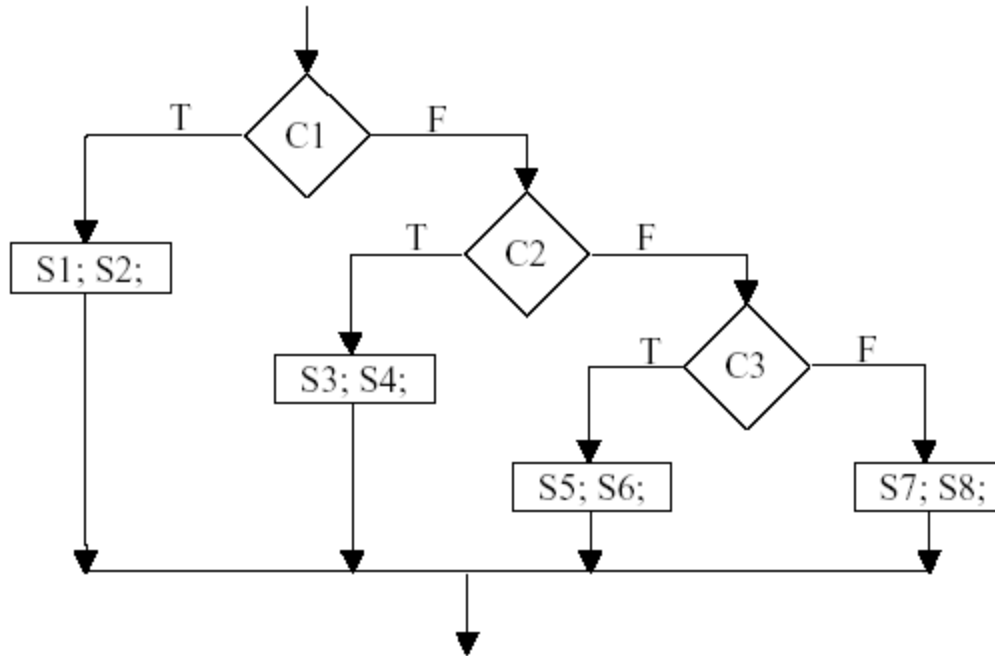 T
F
C1
T
F
C2
S1; S2;
T
F
C3
S3; S4;
S5; S6;
S7; S8;